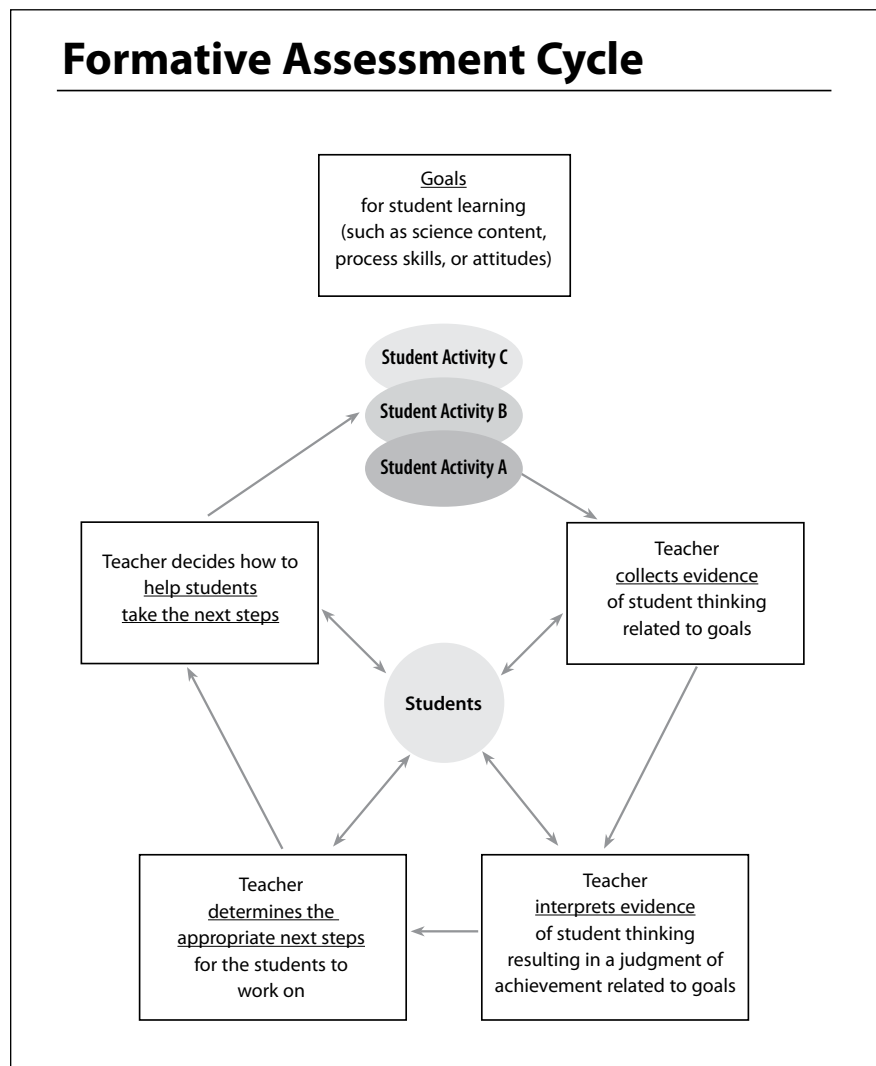 Formative Assessment Cycle
Goals
for student learning
(such as science content,
process skills, or attitudes)
Student Activity C
Student Activity B
Student Activity A
Teacher decides how to
help students
take the next steps
Teacher
collects evidence
of student thinking
related to goals
Students
Teacher
determines the
appropriate next steps
for the students to
work on
Teacher
interprets evidence
of student thinking
resulting in a judgment of
achievement related to goals